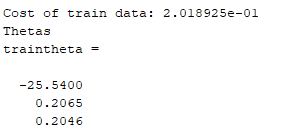 Cost of train data: 2.018925e-01
Thetas
traintheta =
-25.5400
0.2065
0.2046